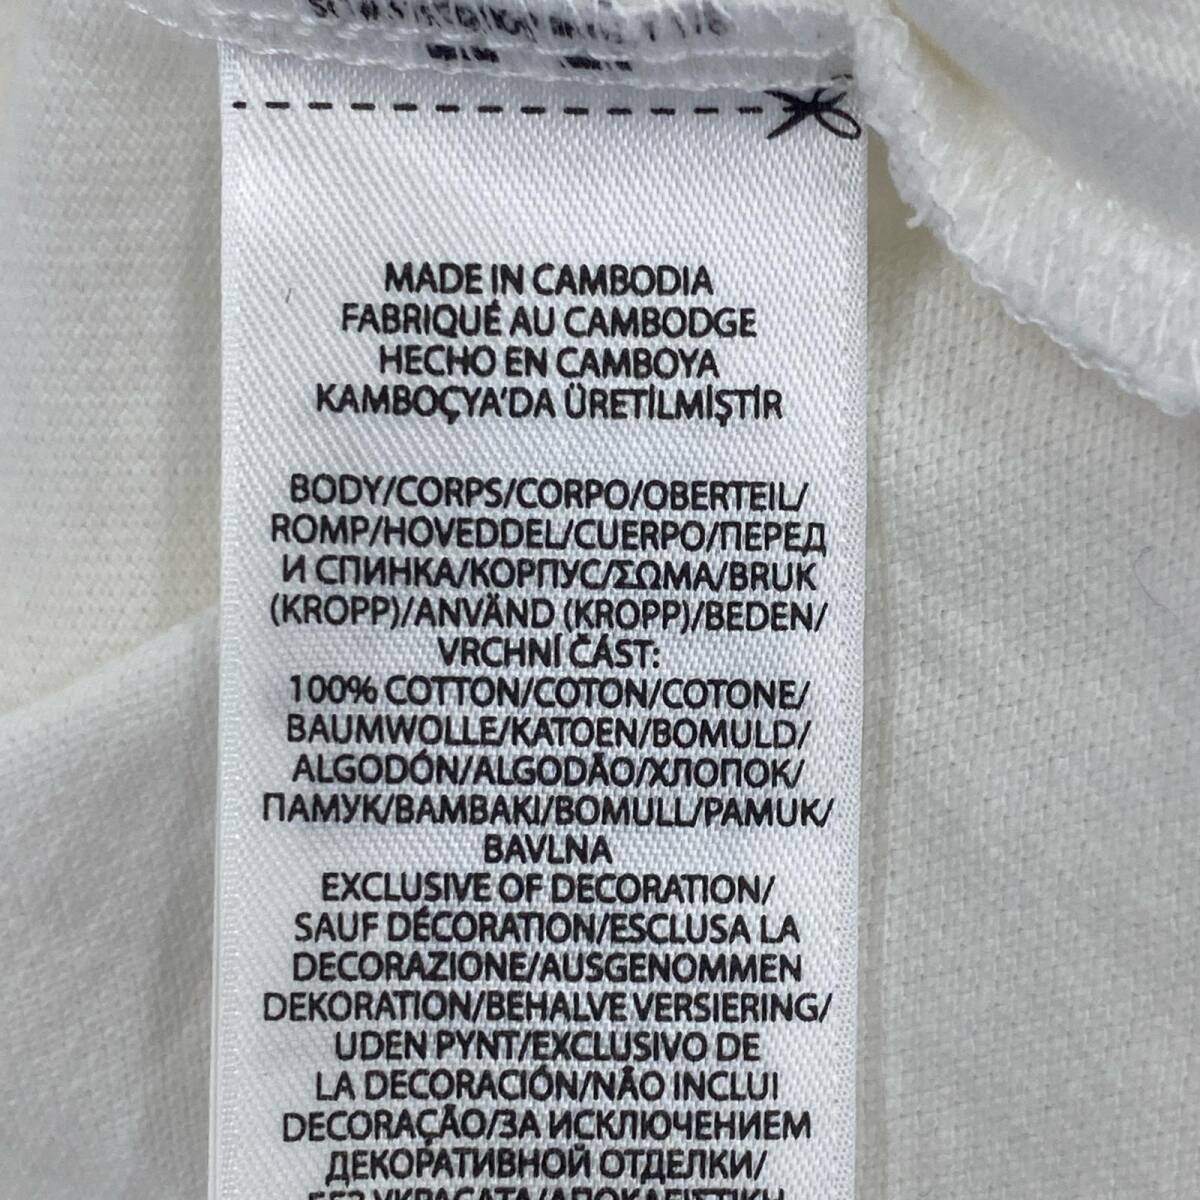 MADE IN CAMBODIA
FABRIQUÉ AU CAMBODGE
HECHO EN CAMBOYA
KAMBOÇYA'DA ÜRETİLMİŞTİR
BODY/CORPS/CORPO/OBERTEIL/
ROMP/HOVEDDEL/CUERPO/ПЕРЕД
И СПИНКА/КОРПУС/ΣΩΜΑ/BRUK
(KROPP)/ANVÄND (KROPP)/BEDEN/
VRCHNÍ ČÁST:
100% COTTON/COTON/COTONE/
BAUMWOLLE/KATOEN/BOMULD/
ALGODÓN/ALGODÃO/ХЛОПОК/
ПАМУК/ΒΑΜΒΑΚΙ/BOMULL/PAMUK/
BAVLNA
EXCLUSIVE OF DECORATION/
SAUF DÉCORATION/ESCLUSA LA
DECORAZIONE/AUSGENOMMEN
DEKORATION/BEHALVE VERSIERING/
UDEN PYNT/EXCLUSIVO DE
LA DECORACIÓN/NÃO INCLUI
DECORAÇÃO/ЗА ИСКЛЮЧЕНИЕМ
ДЕКОРАТИВНОЙ ОТДЕЛКИ/